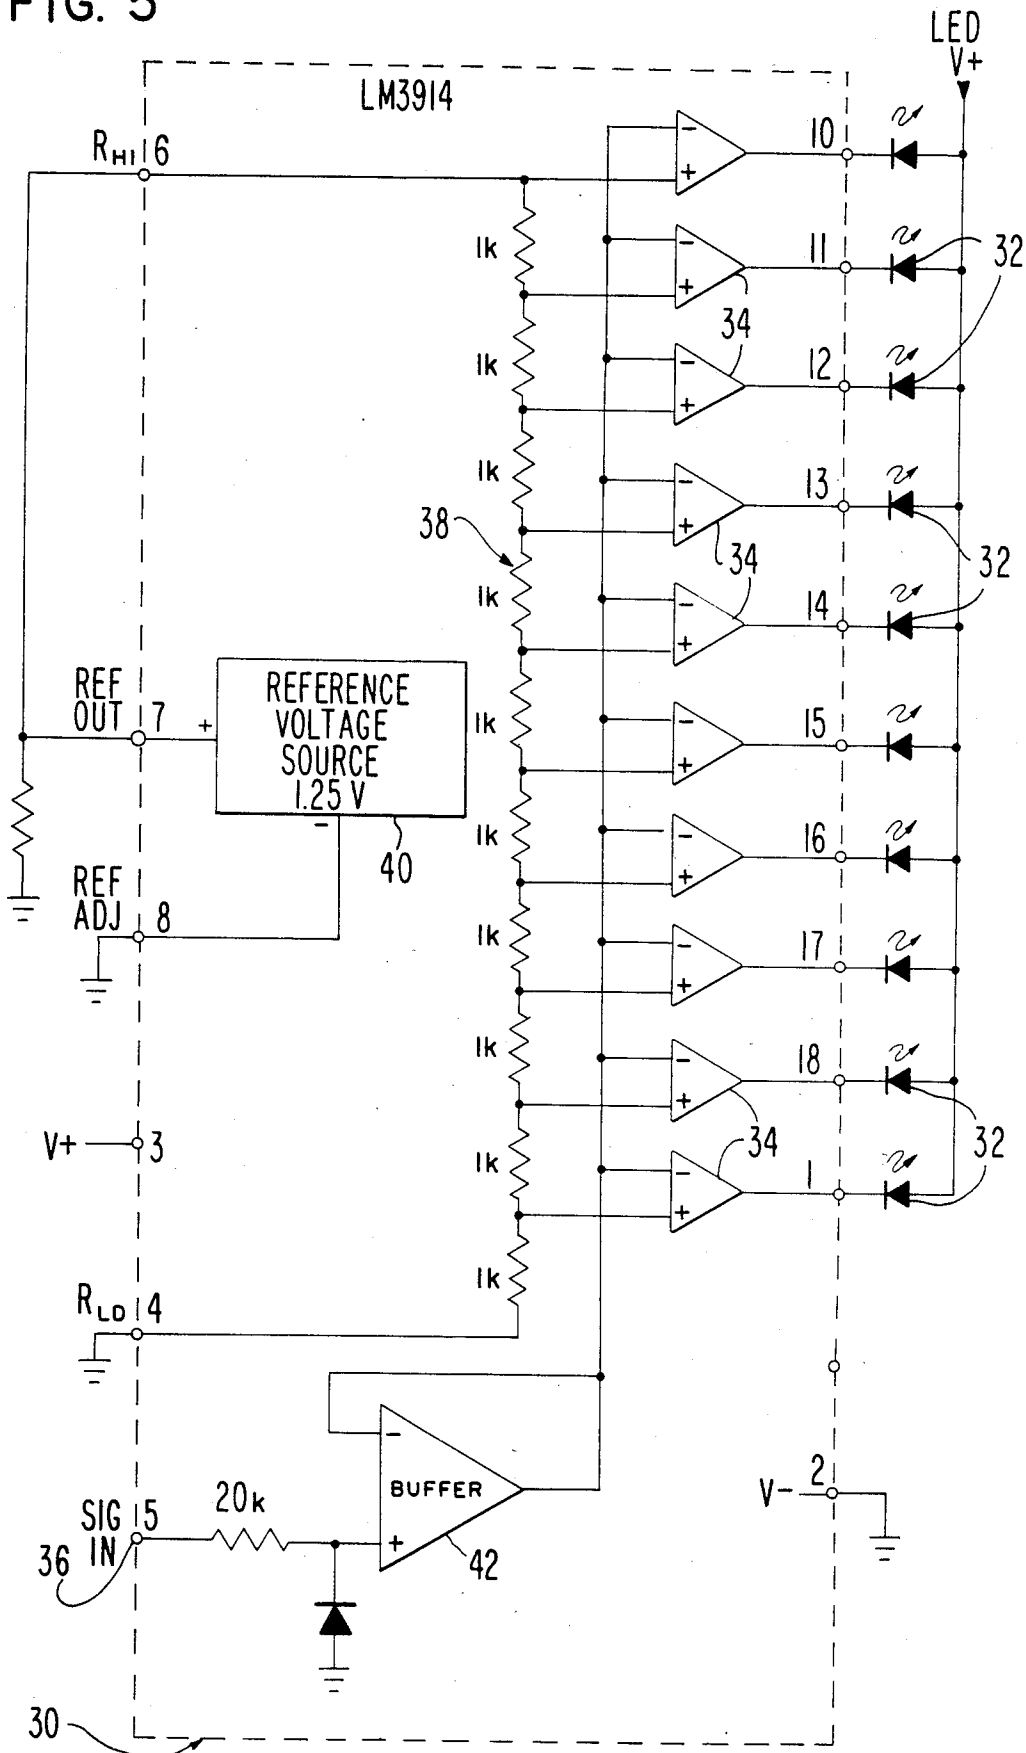 FIG. 5
LED
V+
LM3914
RHI 6
10
1k
11
32
34
1k
12
1k
13
38
34
32
1k
14
REF
OUT 7
+
REFERENCE
VOLTAGE
SOURCE
1.25 V
-
40
1k
15
1k
16
REF
ADJ 8
1k
17
1k
18
V+ 3
34
32
1k
1
1k
RLO 4
BUFFER
42
SIG
IN 5
20k
36
V- 2
30
- +
- +
- +
- +
- +
- +
- +
- +
- +
- +
- +